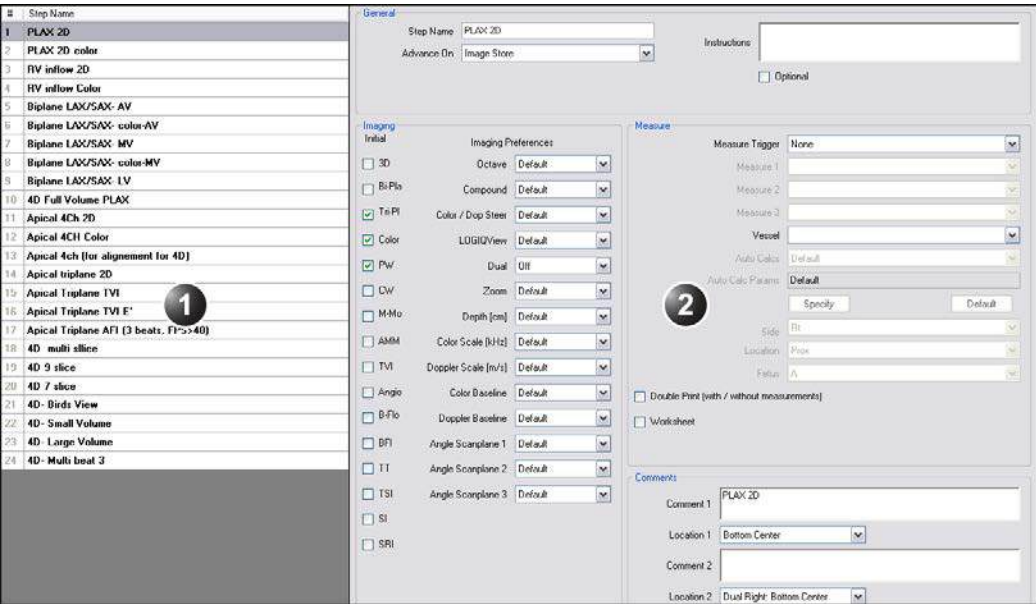 # Step Name
1 PLAX 2D
2 PLAX 2D color
3 RV inflow 2D
4 RV inflow Color
5 Biplane LAX/SAX- AV
6 Biplane LAX/SAX- color-AV
7 Biplane LAX/SAX- MV
8 Biplane LAX/SAX- color-MV
9 Biplane LAX/SAX- LV
10 4D Full Volume PLAX
11 Apical 4Ch 2D
12 Apical 4CH Color
13 Apical 4ch (for alignement for 4D)
14 Apical triplane 2D
15 Apical Triplane TVI
16 Apical Triplane TVI E'
17 Apical Triplane AFI (3 beats, FPS>40)
18 4D multi sllice
19 4D 9 slice
20 4D 7 slice
21 4D- Birds View
22 4D- Small Volume
23 4D- Large Volume
24 4D- Multi beat 3
1
General
Step Name PLAX 2D
Advance On Image Store
Instructions
Optional
Imaging
Initial Imaging Preferences
3D Octave Default
Bi-Pla Compound Default
Tri-Pl Color / Dop Steer Default
Color LOGIQView Default
PW Dual Off
CW Zoom Default
M-Mo Depth [cm] Default
AMM Color Scale [kHz] Default
TVI Doppler Scale [m/s] Default
Angio Color Baseline Default
B-Flo Doppler Baseline Default
BFI Angle Scanplane 1 Default
TT Angle Scanplane 2 Default
TSI Angle Scanplane 3 Default
SI
SRI
Measure
Measure Trigger None
Measure 1
Measure 2
Measure 3
Vessel
Auto Calcs Default
Auto Calc Params Default
2
Specify Default
Side Rt
Location Prox
Fetus A
Double Print (with / without measurements)
Worksheet
Comments
Comment 1 PLAX 2D
Location 1 Bottom Center
Comment 2
Location 2 Dual Right: Bottom Center